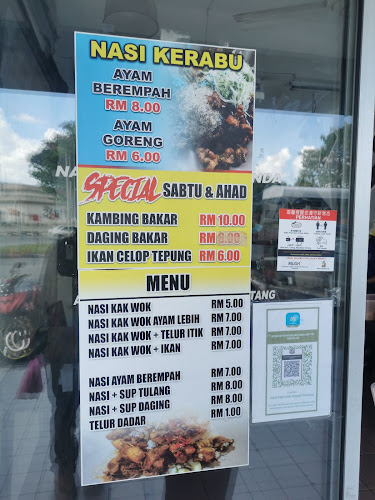 NASI KERABU
AYAM
BEREMPAH
RM 8.00
AYAM
GORENG
RM 6.00
SPECIAL SABTU & AHAD
KAMBING BAKAR RM 10.00
DAGING BAKAR RM
IKAN CELOP TEPUNG RM 6.00
MENU
NASI KAK WOK RM 5.00
NASI KAK WOK AYAM LEBIH RM 7.00
NASI KAK WOK + TELUR ITIK RM 7.00
NASI KAK WOK + IKAN RM 7.00
NASI AYAM BEREMPAH RM 7.00
NASI + SUP TULANG RM 8.00
NASI + SUP DAGING RM 8.00
TELUR DADAR RM 1.00
PERHATIAN